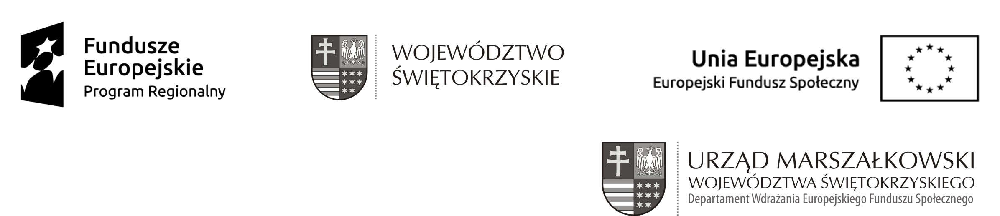 Fundusze
Europejskie
Program Regionalny
WOJEWÓDZTWO
ŚWIĘTOKRZYSKIE
Unia Europejska
Europejski Fundusz Społeczny
URZĄD MARSZAŁKOWSKI
WOJEWÓDZTWA ŚWIĘTOKRZYSKIEGO
Departament Wdrażania Europejskiego Funduszu Społecznego